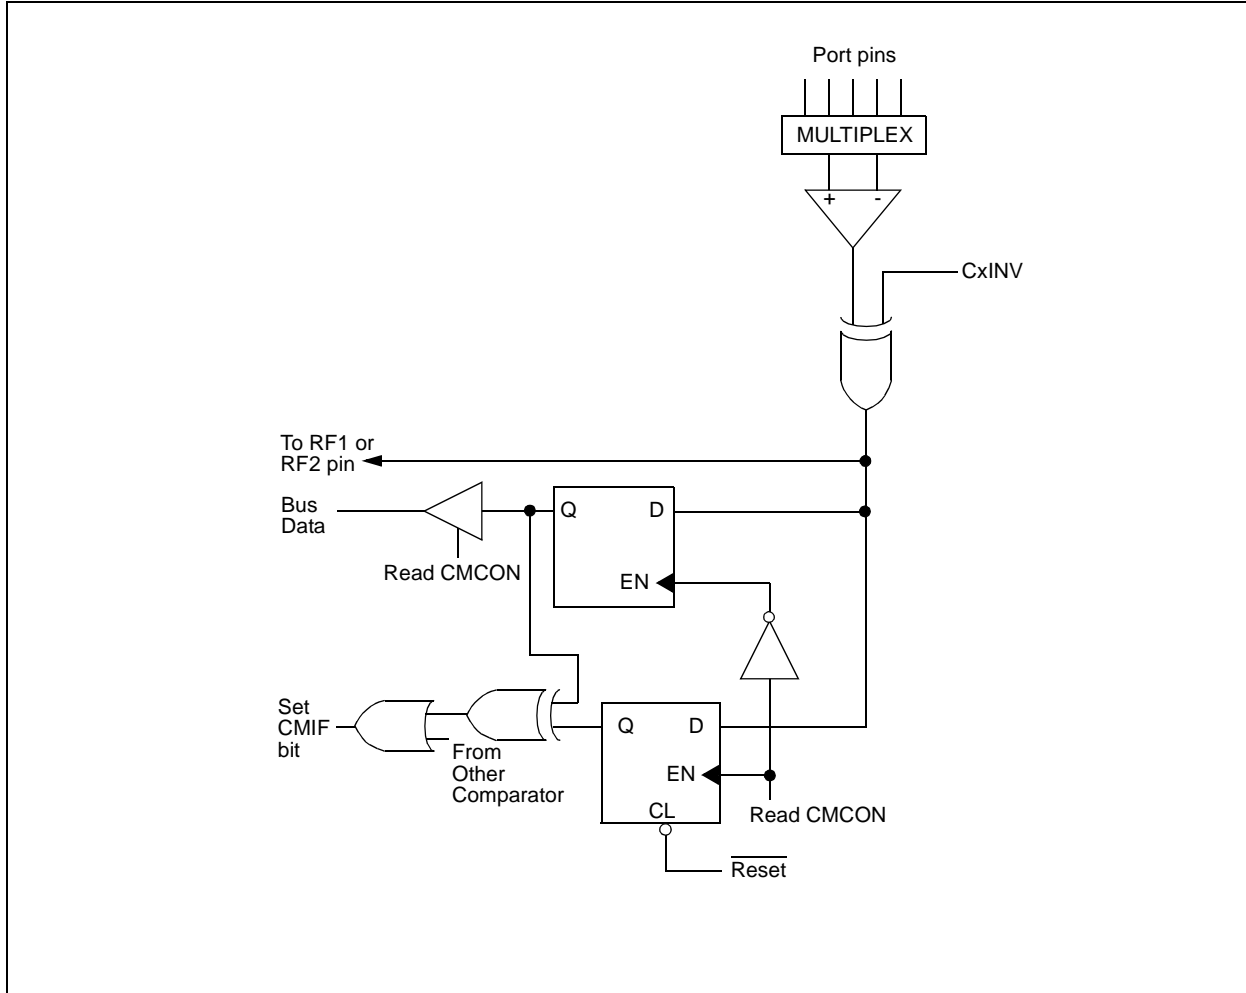 Port pins
MULTIPLEX
+ -
CxINV
To RF1 or
RF2 pin
Bus
Data
Q D
EN
Read CMCON
Set
CMIF
bit
From
Other
Comparator
Q D
EN
CL
Read CMCON
Reset